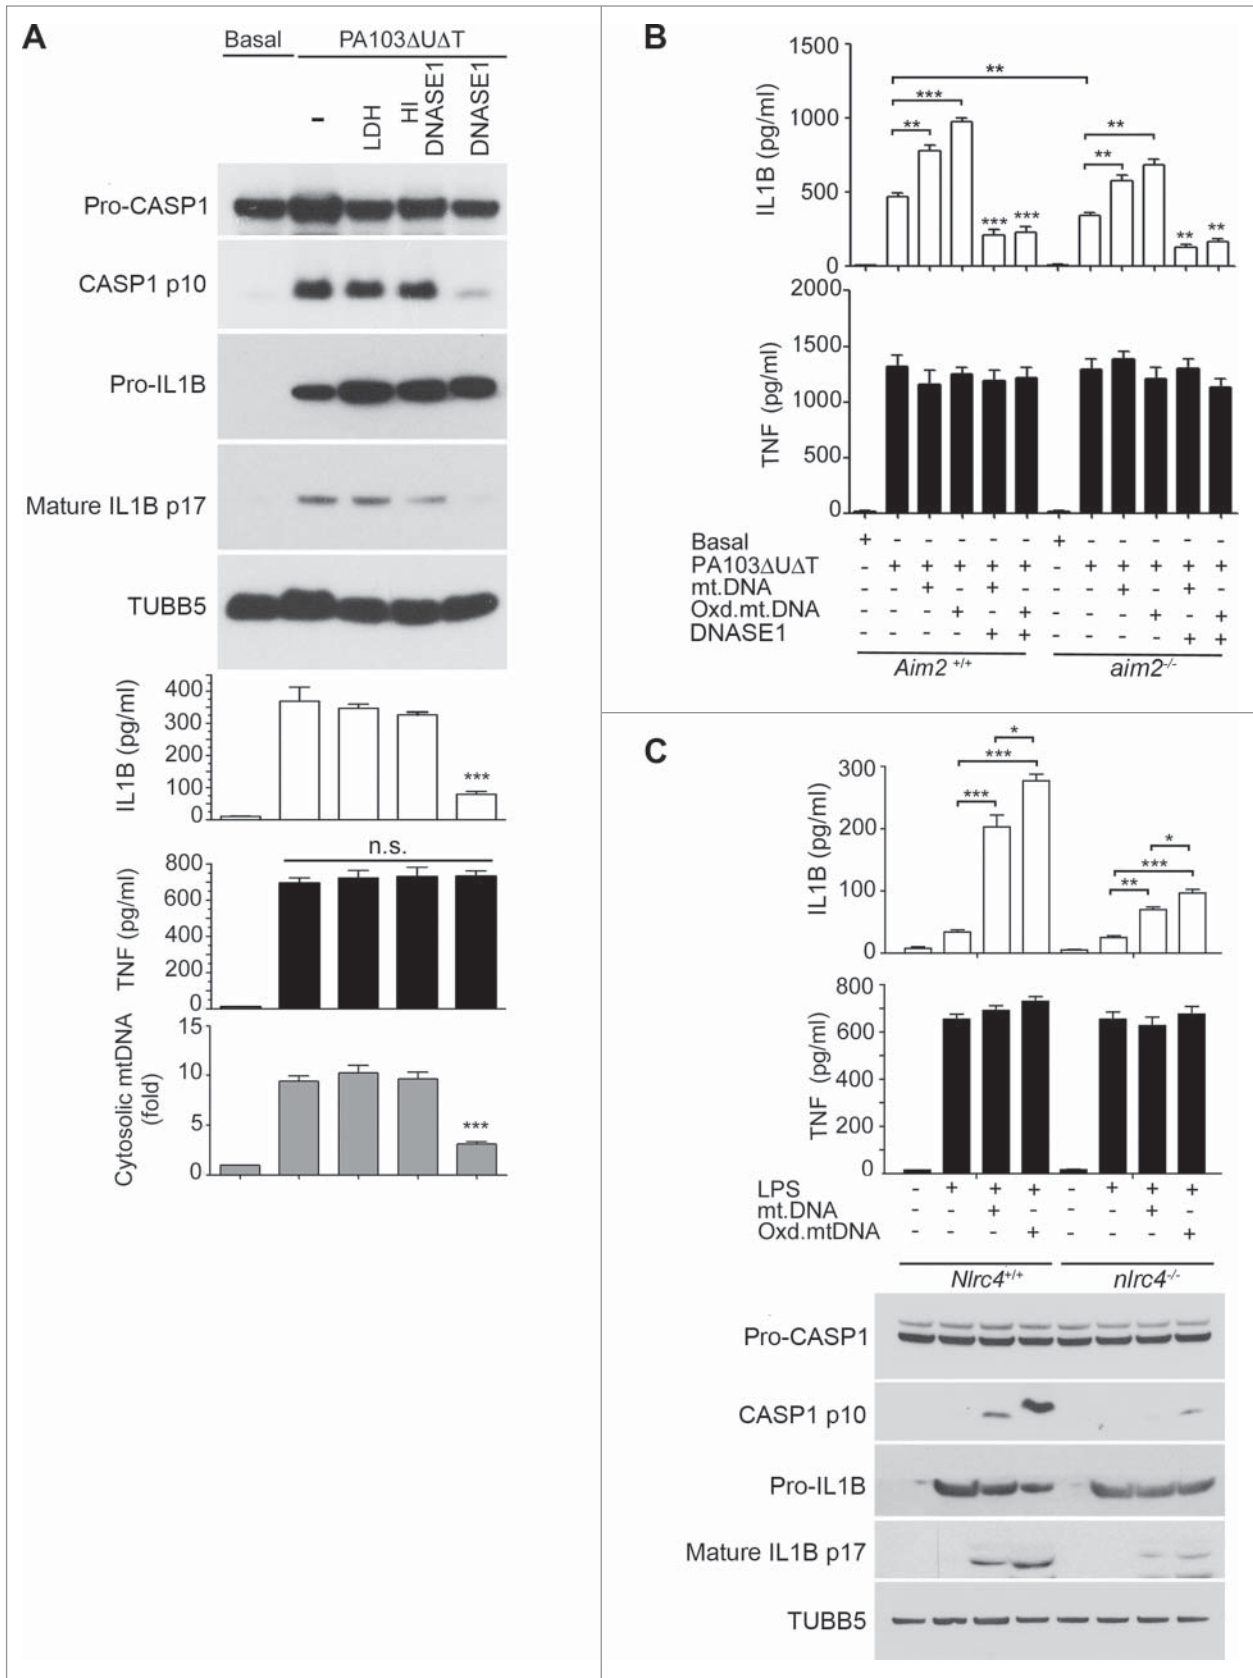 A
Basal
PA103ΔUΔT
-
LDH
HI
DNASE1
DNASE1
Pro-CASP1
CASP1 p10
Pro-IL1B
Mature IL1B p17
TUBB5
IL1B (pg/ml)
400
300
200
100
0
***
TNF (pg/ml)
800
600
400
200
0
n.s.
Cytosolic mtDNA
(fold)
15
10
5
0
***
B
IL1B (pg/ml)
1500
1000
500
0
**
***
**
**
**
*** ***
** **
TNF (pg/ml)
2000
1500
1000
500
0
Basal + - - - - - + - - - - -
PA103ΔUΔT - + + + + + - + + + + +
mt.DNA - - + - + - - - + - + -
Oxd.mt.DNA - - - + - + - - - + - +
DNASE1 - - - - + + - - - - + +
Aim2 +/+
aim2-/-
C
IL1B (pg/ml)
300
200
100
0
*
***
***
*
***
**
TNF (pg/ml)
800
600
400
200
0
LPS - + + + - + + +
mt.DNA - - + - - - + -
Oxd.mtDNA - - - + - - - +
Nlrc4+/+
nlrc4-/-
Pro-CASP1
CASP1 p10
Pro-IL1B
Mature IL1B p17
TUBB5